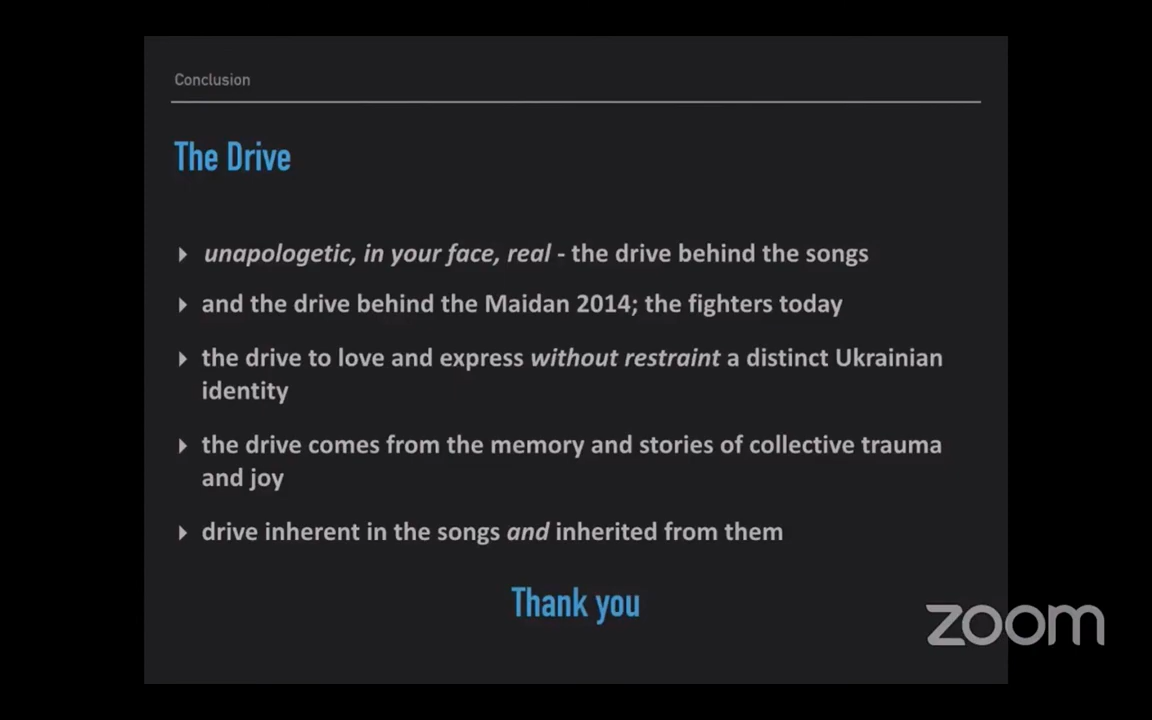 Conclusion
The Drive
unapologetic, in your face, real - the drive behind the songs
and the drive behind the Maidan 2014; the fighters today
the drive to love and express without restraint a distinct Ukrainian
identity
the drive comes from the memory and stories of collective trauma
and joy
drive inherent in the songs and inherited from them
Thank you
zoom